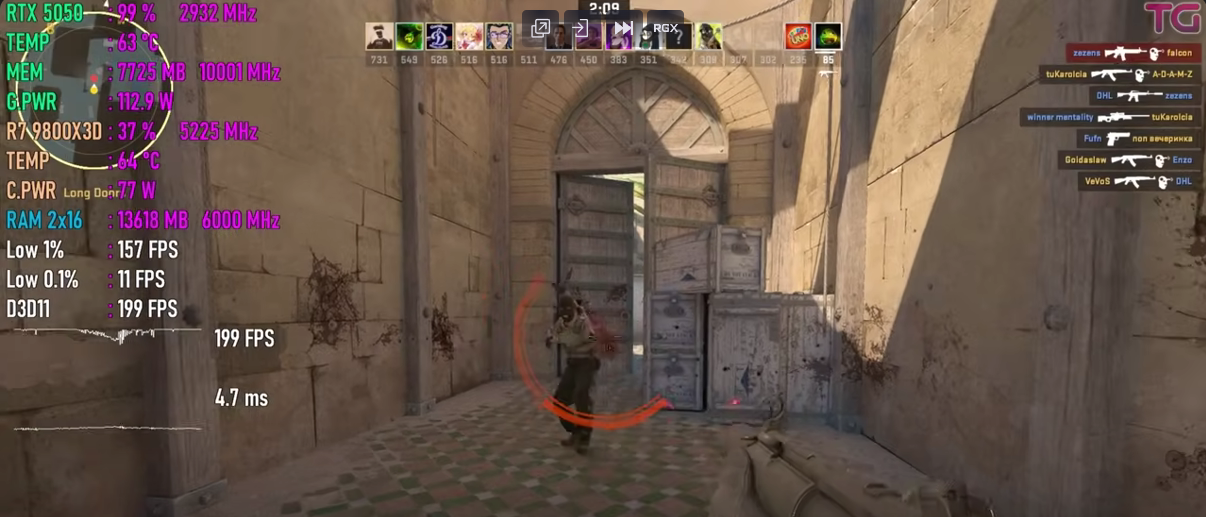 RTX 5050 : 99 % 2932 MHz
TEMP : 63 °C
MEM : 7725 MB 10001 MHz
G.PWR : 112.9 W
R7 9800X3D : 37 % 5225 MHz
TEMP : 64 °C
C.PWR : 77 W
Long Doors
RAM 2x16 : 13618 MB 6000 MHz
Low 1% : 157 FPS
Low 0.1% : 11 FPS
D3D11 : 199 FPS
199 FPS
4.7 ms
2:09
RGX
731 549 526 516 516 511 476 450 383 351 342 309 307 302 235 85
TG
zezens falcon
tuKarolcia A-D-A-M-Z
DHL zezens
winner mentality tuKarolcia
Fufn поп вечеринка
Goldaslaw Enzo
VeVoS DHL